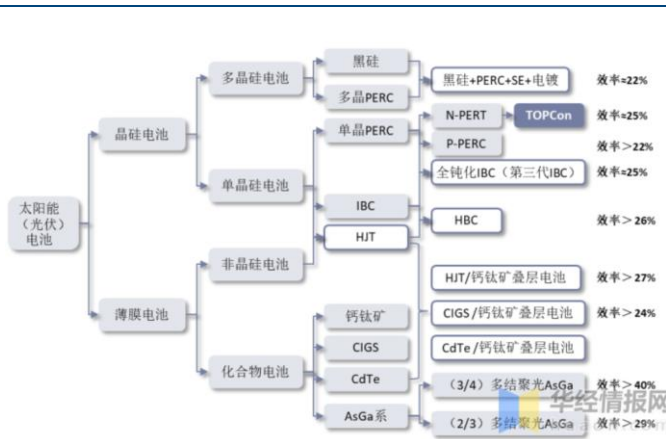 黑硅
多晶硅电池
黑硅+PERC+SE+电镀 效率≈22%
多晶PERC
N-PERT TOPCon 效率≈25%
晶硅电池 单晶PERC
P-PERC 效率>22%
全钝化IBC（第三代IBC） 效率≈25%
单晶硅电池
IBC
太阳能
（光伏）
电池
HBC 效率>26%
HJT
非晶硅电池
HJT/钙钛矿叠层电池 效率>27%
薄膜电池 钙钛矿 CIGS/钙钛矿叠层电池 效率>24%
CIGS CdTe/钙钛矿叠层电池
化合物电池
CdTe （3/4）多结聚光AsGa 效率>40%
华经情报网
AsGa系 （2/3）多结聚光AsGa 效率>29%